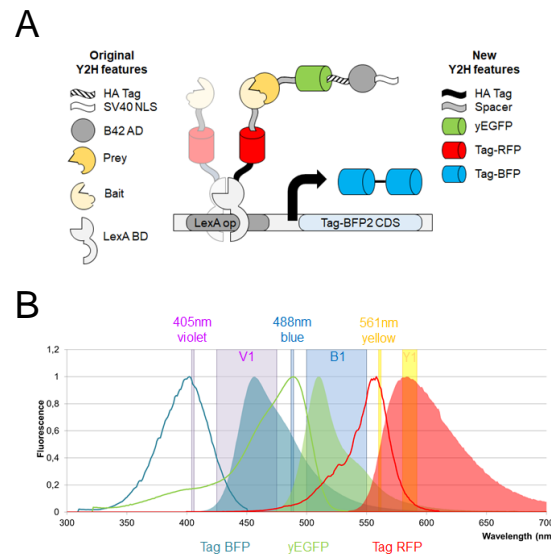 A
Original
Y2H features
HA Tag
SV40 NLS
B42 AD
Prey
Bait
LexA BD
LexA op
Tag-BFP2 CDS
New
Y2H features
HA Tag
Spacer
yEGFP
Tag-RFP
Tag-BFP
B
405nm
violet
488nm
blue
561nm
yellow
V1
B1
Y1
Fluorescence
1,2
1
0,8
0,6
0,4
0,2
0
300
350
400
450
500
550
600
650
700
Wavelength (nm
Tag BFP
yEGFP
Tag RFP